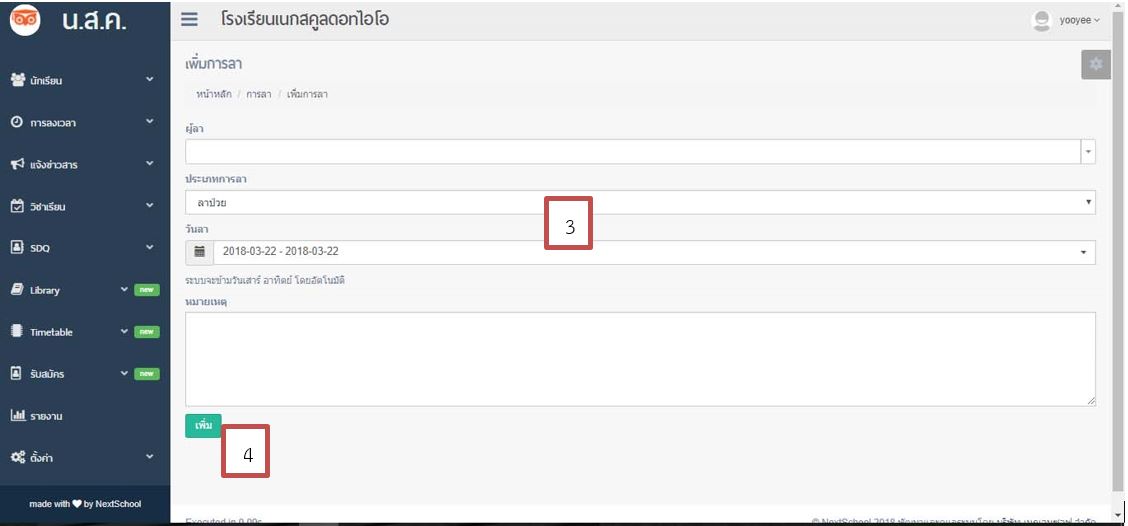 น.ส.ค.
โรงเรียนเนกสคูลดอทไอโอ
yooyee
เพิ่มการลา
หน้าหลัก / การลา / เพิ่มการลา
นักเรียน
การลงเวลา
แจ้งข่าวสาร
วิชาเรียน
SDQ
Library new
Timetable new
รับสมัคร new
รายงาน
ตั้งค่า
made with by NextSchool
ผู้ลา
ประเภทการลา
ลาป่วย
3
วันลา
2018-03-22 - 2018-03-22
ระบบจะข้ามวันเสาร์ อาทิตย์ โดยอัตโนมัติ
หมายเหตุ
เพิ่ม
4
Executed in 0.09s
© NextSchool 2018